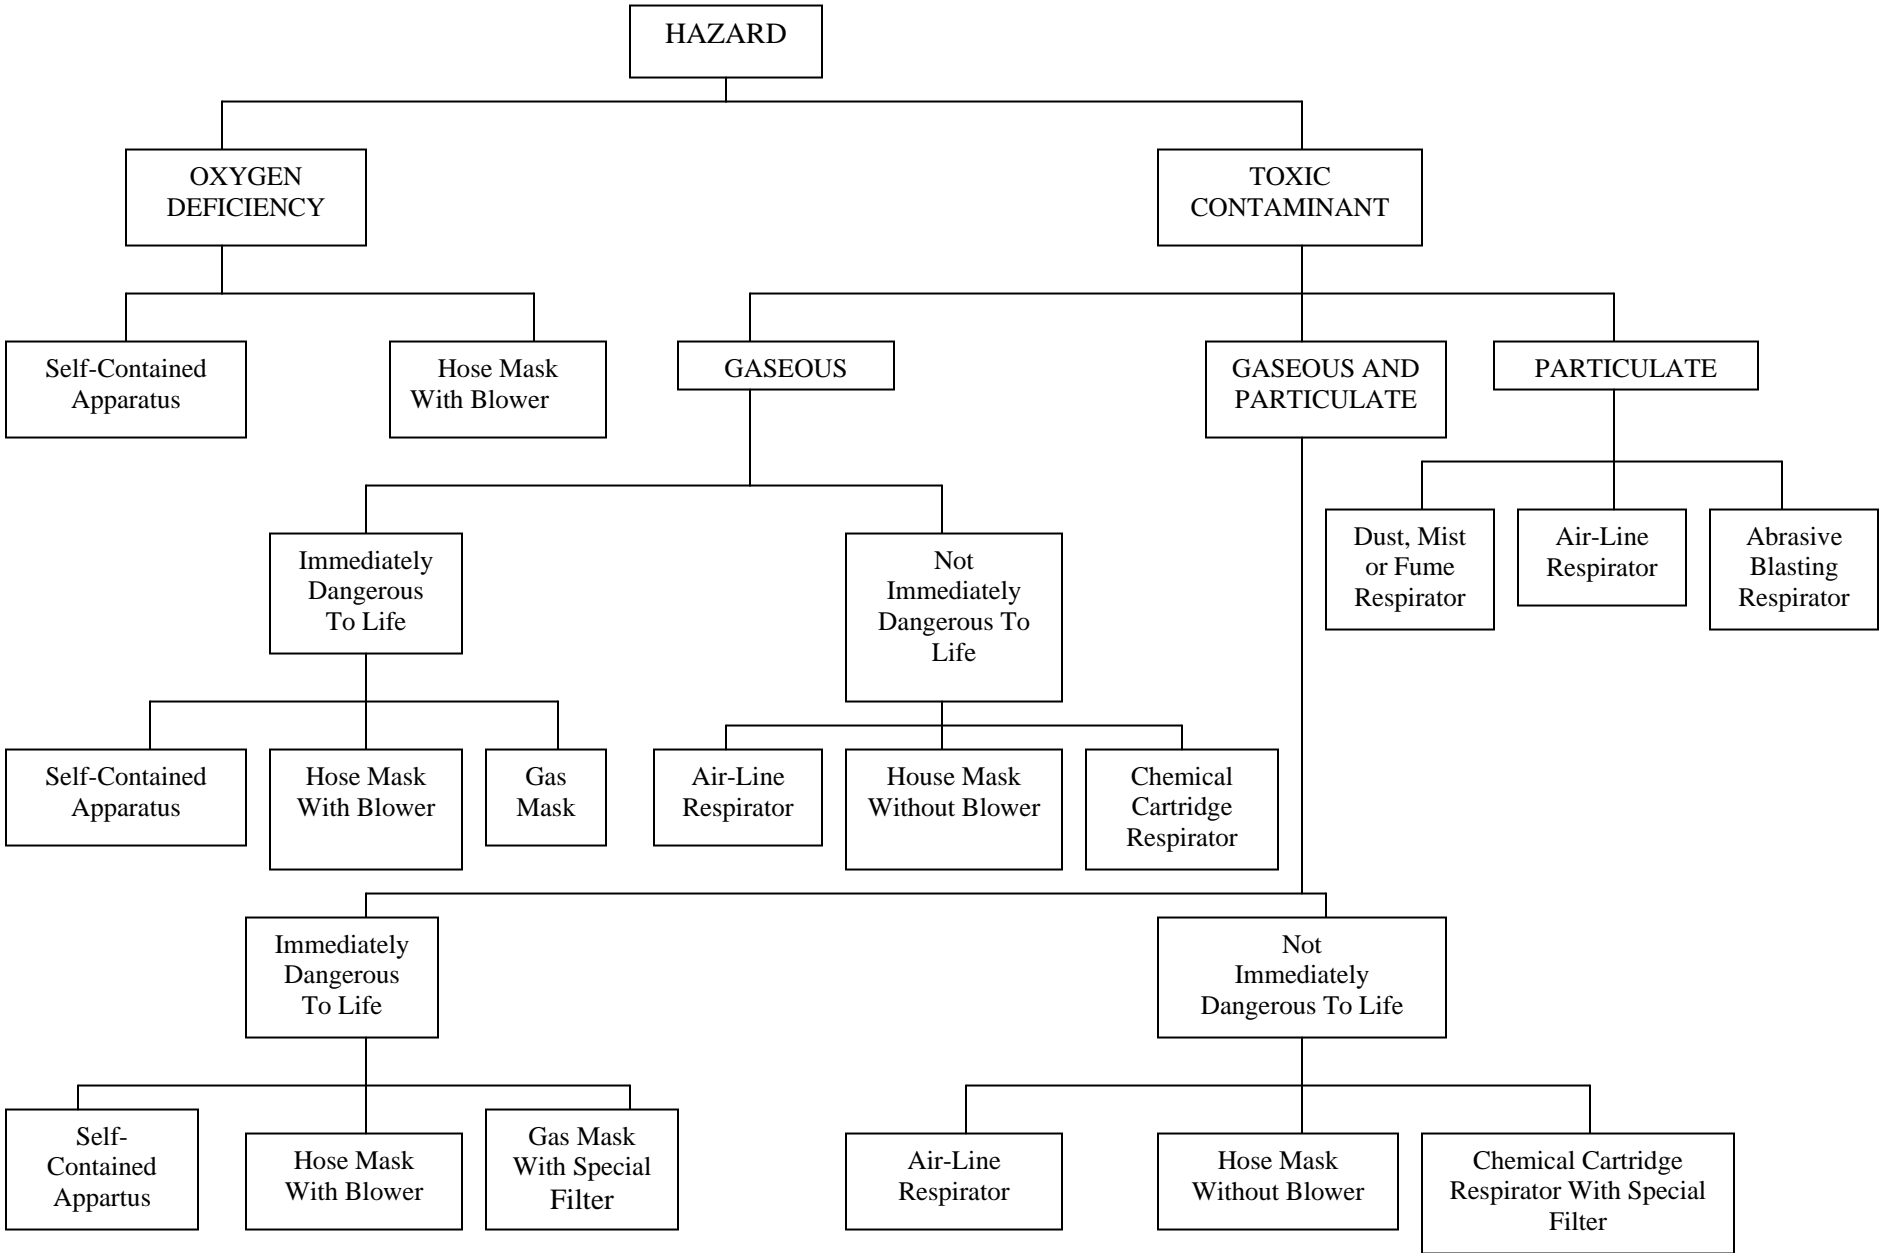 HAZARD
OXYGEN
DEFICIENCY
TOXIC
CONTAMINANT
Self-Contained
Apparatus
Hose Mask
With Blower
GASEOUS
GASEOUS AND
PARTICULATE
PARTICULATE
Immediately
Dangerous
To Life
Not
Immediately
Dangerous To
Life
Dust, Mist
or Fume
Respirator
Air-Line
Respirator
Abrasive
Blasting
Respirator
Self-Contained
Apparatus
Hose Mask
With Blower
Gas
Mask
Air-Line
Respirator
House Mask
Without Blower
Chemical
Cartridge
Respirator
Immediately
Dangerous
To Life
Not
Immediately
Dangerous To Life
Self-
Contained
Appartus
Hose Mask
With Blower
Gas Mask
With Special
Filter
Air-Line
Respirator
Hose Mask
Without Blower
Chemical Cartridge
Respirator With Special
Filter